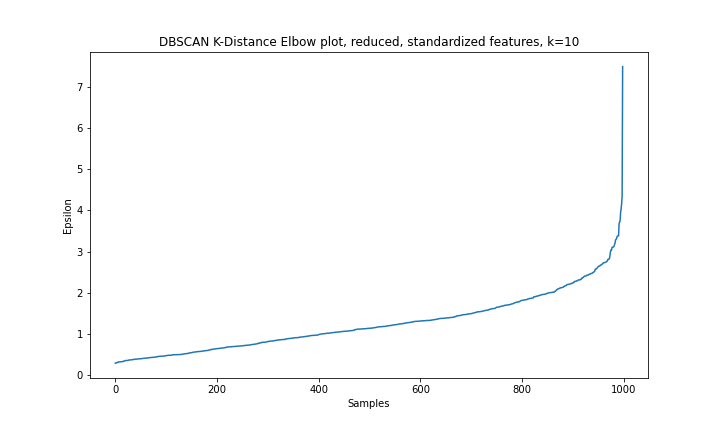 DBSCAN K-Distance Elbow plot, reduced, standardized features, k=10
7
6
5
4
3
2
1
0
Epsilon
0 200 400 600 800 1000
Samples